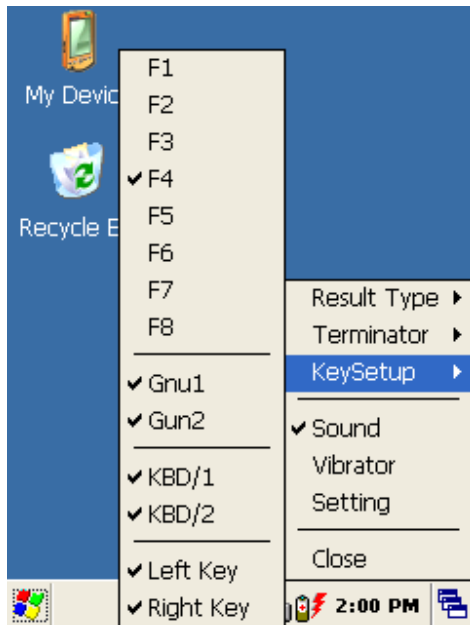 My Devic
Recycle B
F1
F2
F3
F4
F5
F6
F7
F8
Gnu1
Gun2
KBD/1
KBD/2
Left Key
Right Key
Result Type
Terminator
KeySetup
Sound
Vibrator
Setting
Close
2:00 PM